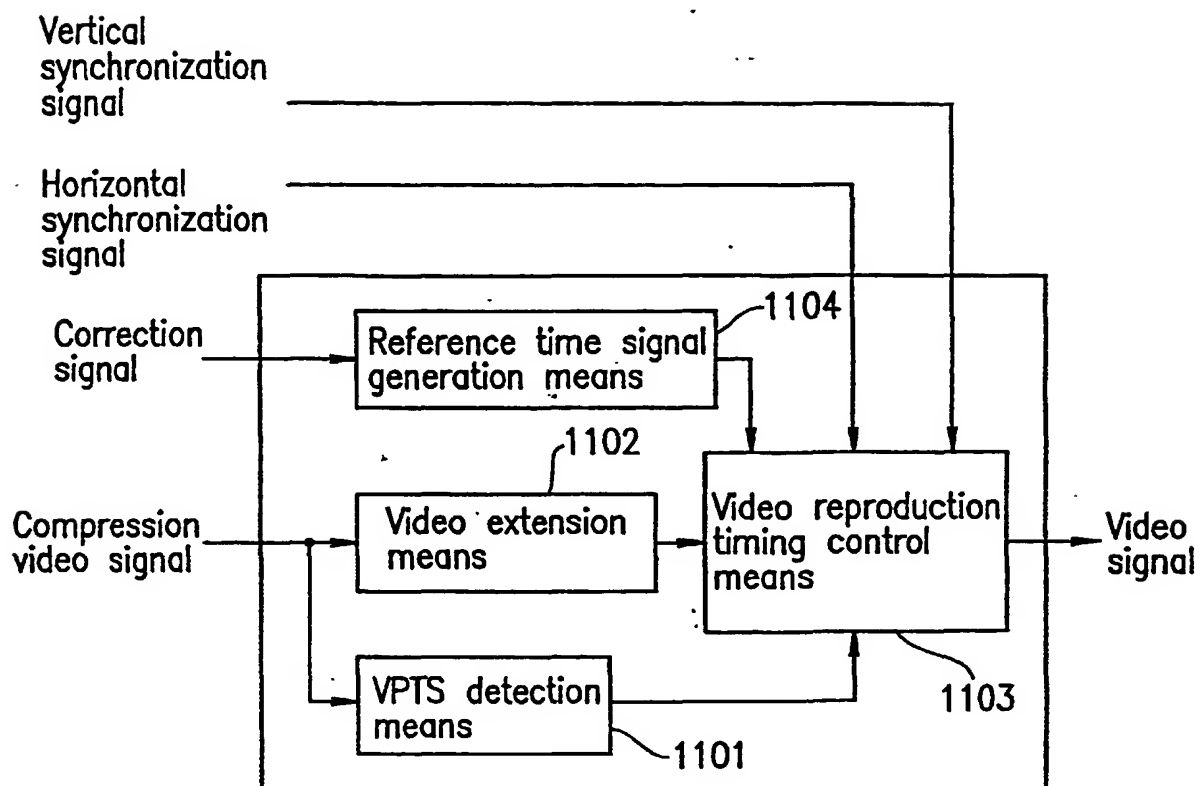 Vertical
synchronization
signal
Horizontal
synchronization
signal
Correction
signal
Reference time signal
generation means
1104
1102
Compression
video signal
Video extension
means
Video reproduction
timing control
means
Video
signal
1103
VPTS detection
means
1101